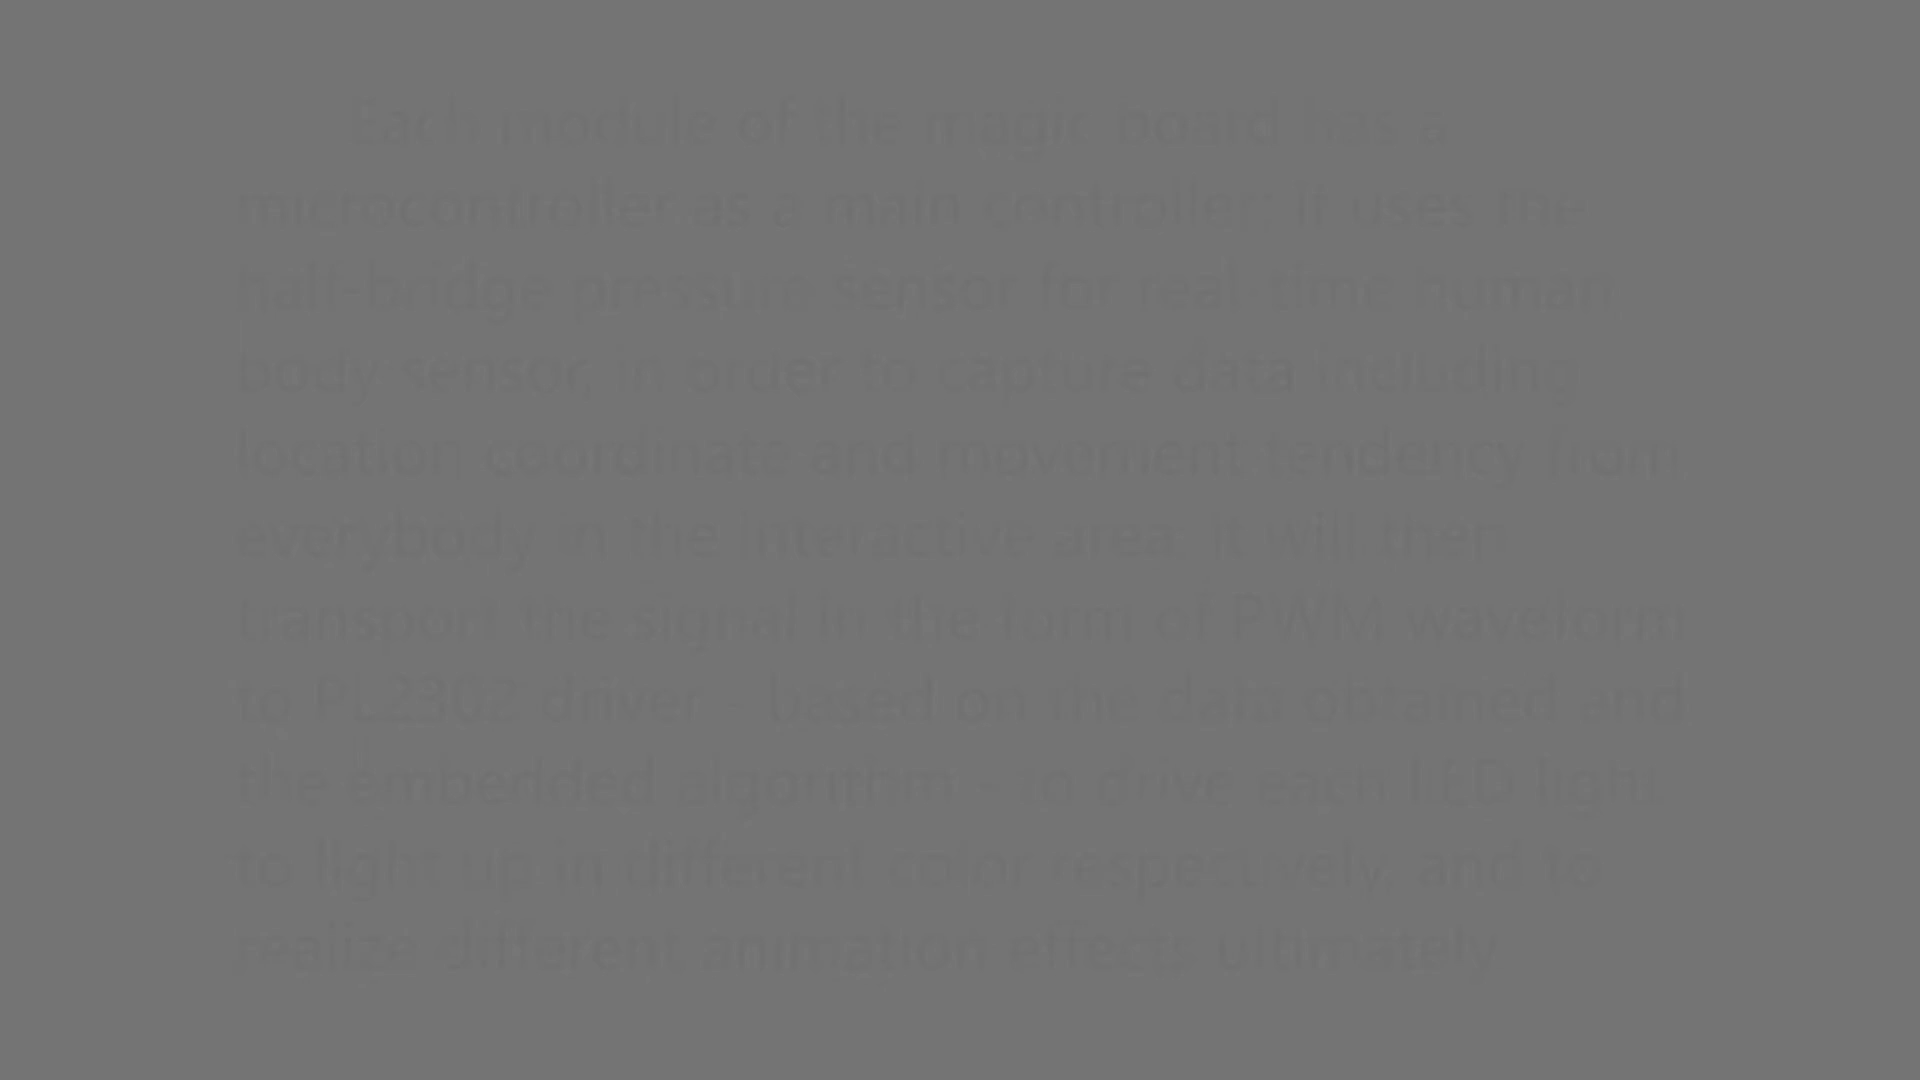 Each module of the magic board has a
microcontroller as a main controller; it uses the
half-bridge pressure sensor for real-time human
body sensor, in order to capture data including
location coordinate and movement tendency from
everybody in the interactive area. It will then
transport the signal in the form of PWM waveform
to PL2302 driver - based on the data obtained and
the embedded algorithm - to drive each LED light
to light up in different color respectively, and to
realize different animation effects ultimately